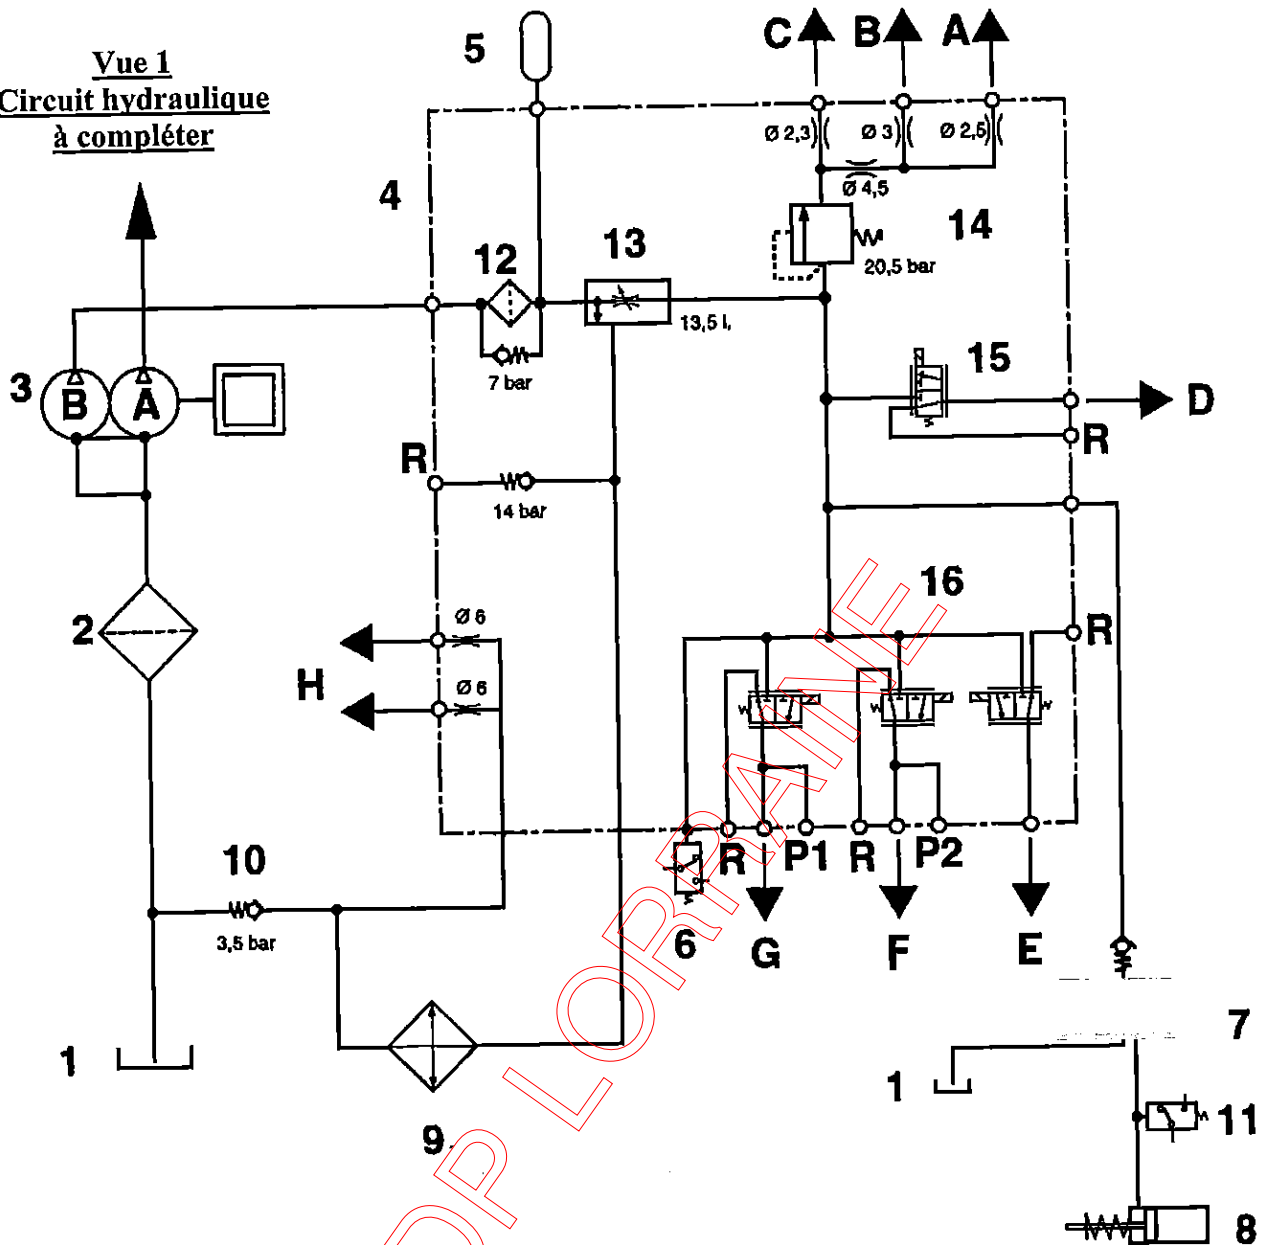 Vue 1
Circuit hydraulique
à compléter
5
C
B
A
Ø 2,3
Ø 3
Ø 2,5
Ø 4,5
4
14
12
13
20,5 bar
13,5 l.
7 bar
15
3
B
A
D
R
R
14 bar
16
2
Ø 6
R
H
Ø 6
10
R
P1
R
P2
3,5 bar
6
G
F
E
7
1
1
11
9
8
OP LORRAINE